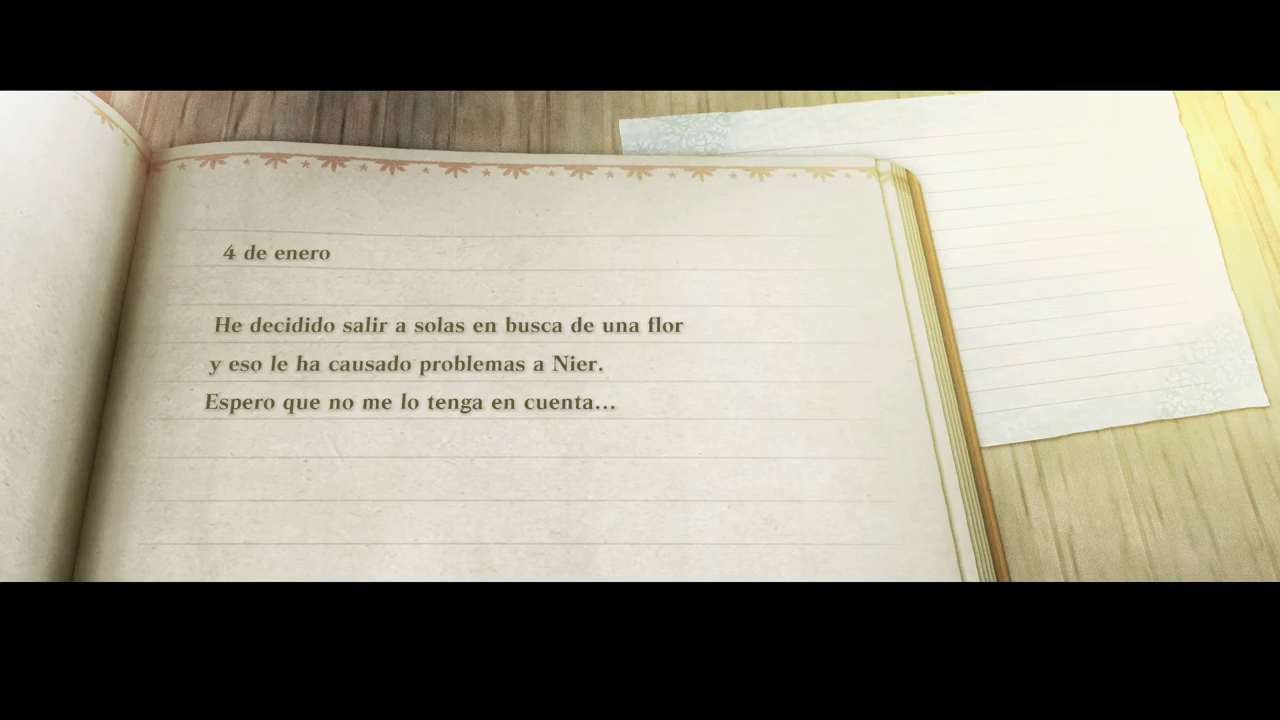 4 de enero
He decidido salir a solas en busca de una flor
y eso le ha causado problemas a Nier.
Espero que no me lo tenga en cuenta...